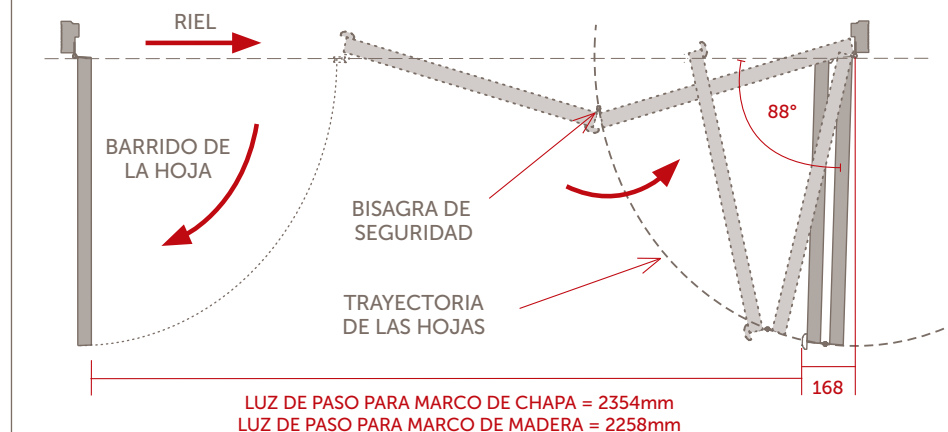 RIEL
BARRIDO DE
LA HOJA
88°
BISAGRA DE
SEGURIDAD
TRAYECTORIA
DE LAS HOJAS
168
LUZ DE PASO PARA MARCO DE CHAPA = 2354mm
LUZ DE PASO PARA MARCO DE MADERA = 2258mm